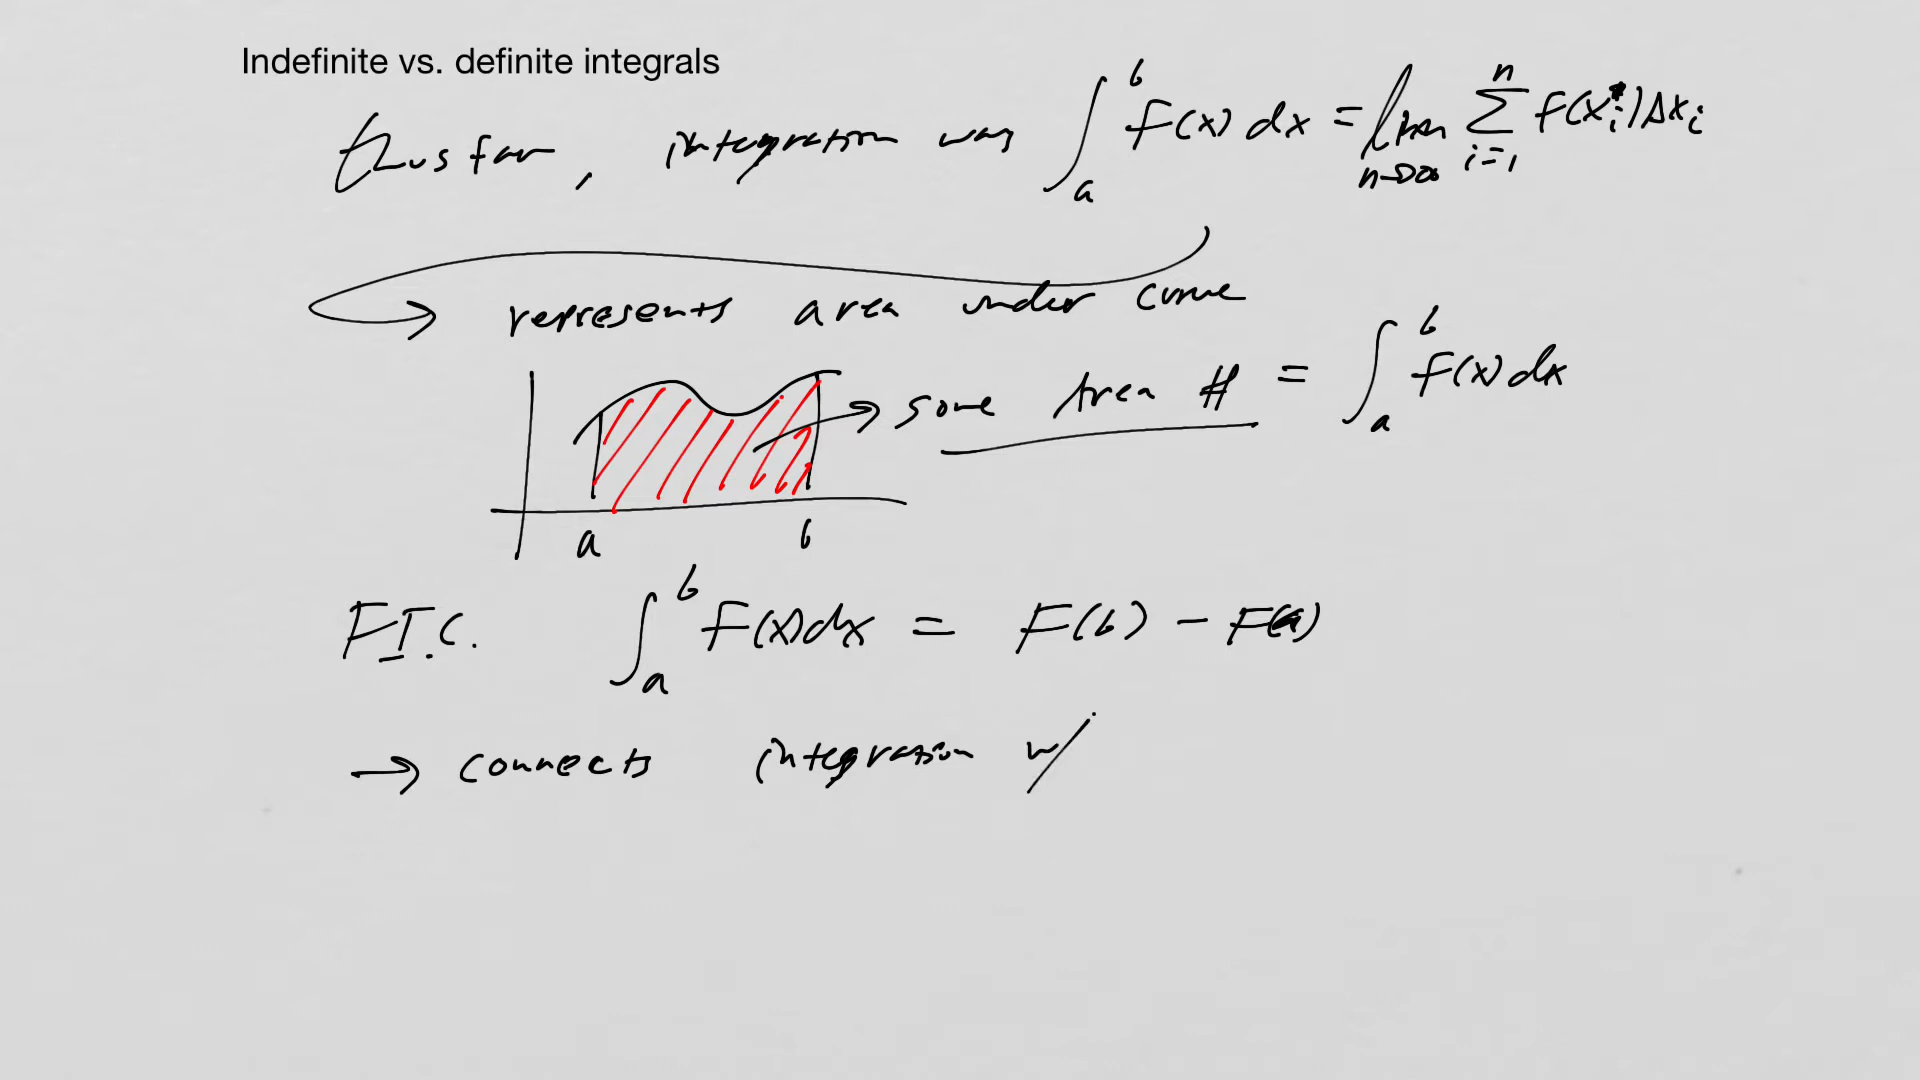 Indefinite vs. definite integrals
thus far, integration was ∫_a^b f(x) dx = lim_{n→∞} ∑_{i=1}^n f(x_i^*) Δx_i
→ represents area under curve
→ some Area # = ∫_a^b f(x) dx
a b
F.T.C. ∫_a^b f(x) dx = F(b) - F(a)
→ connects integration w/